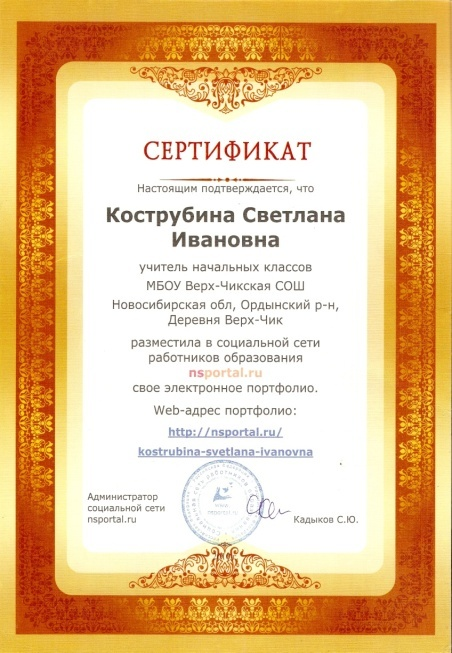 СЕРТИФИКАТ
Настоящим подтверждается, что
Кострубина Светлана
Ивановна
учитель начальных классов
МБОУ Верх-Чикская СОШ
Новосибирская обл, Ордынский р-н,
Деревня Верх-Чик
разместила в социальной сети
работников образования
nsportal.ru
свое электронное портфолио.
Web-адрес портфолио:
http://nsportal.ru/
kostrubina-svetlana-ivanovna
Администратор
социальной сети
nsportal.ru
Кадыков С.Ю.